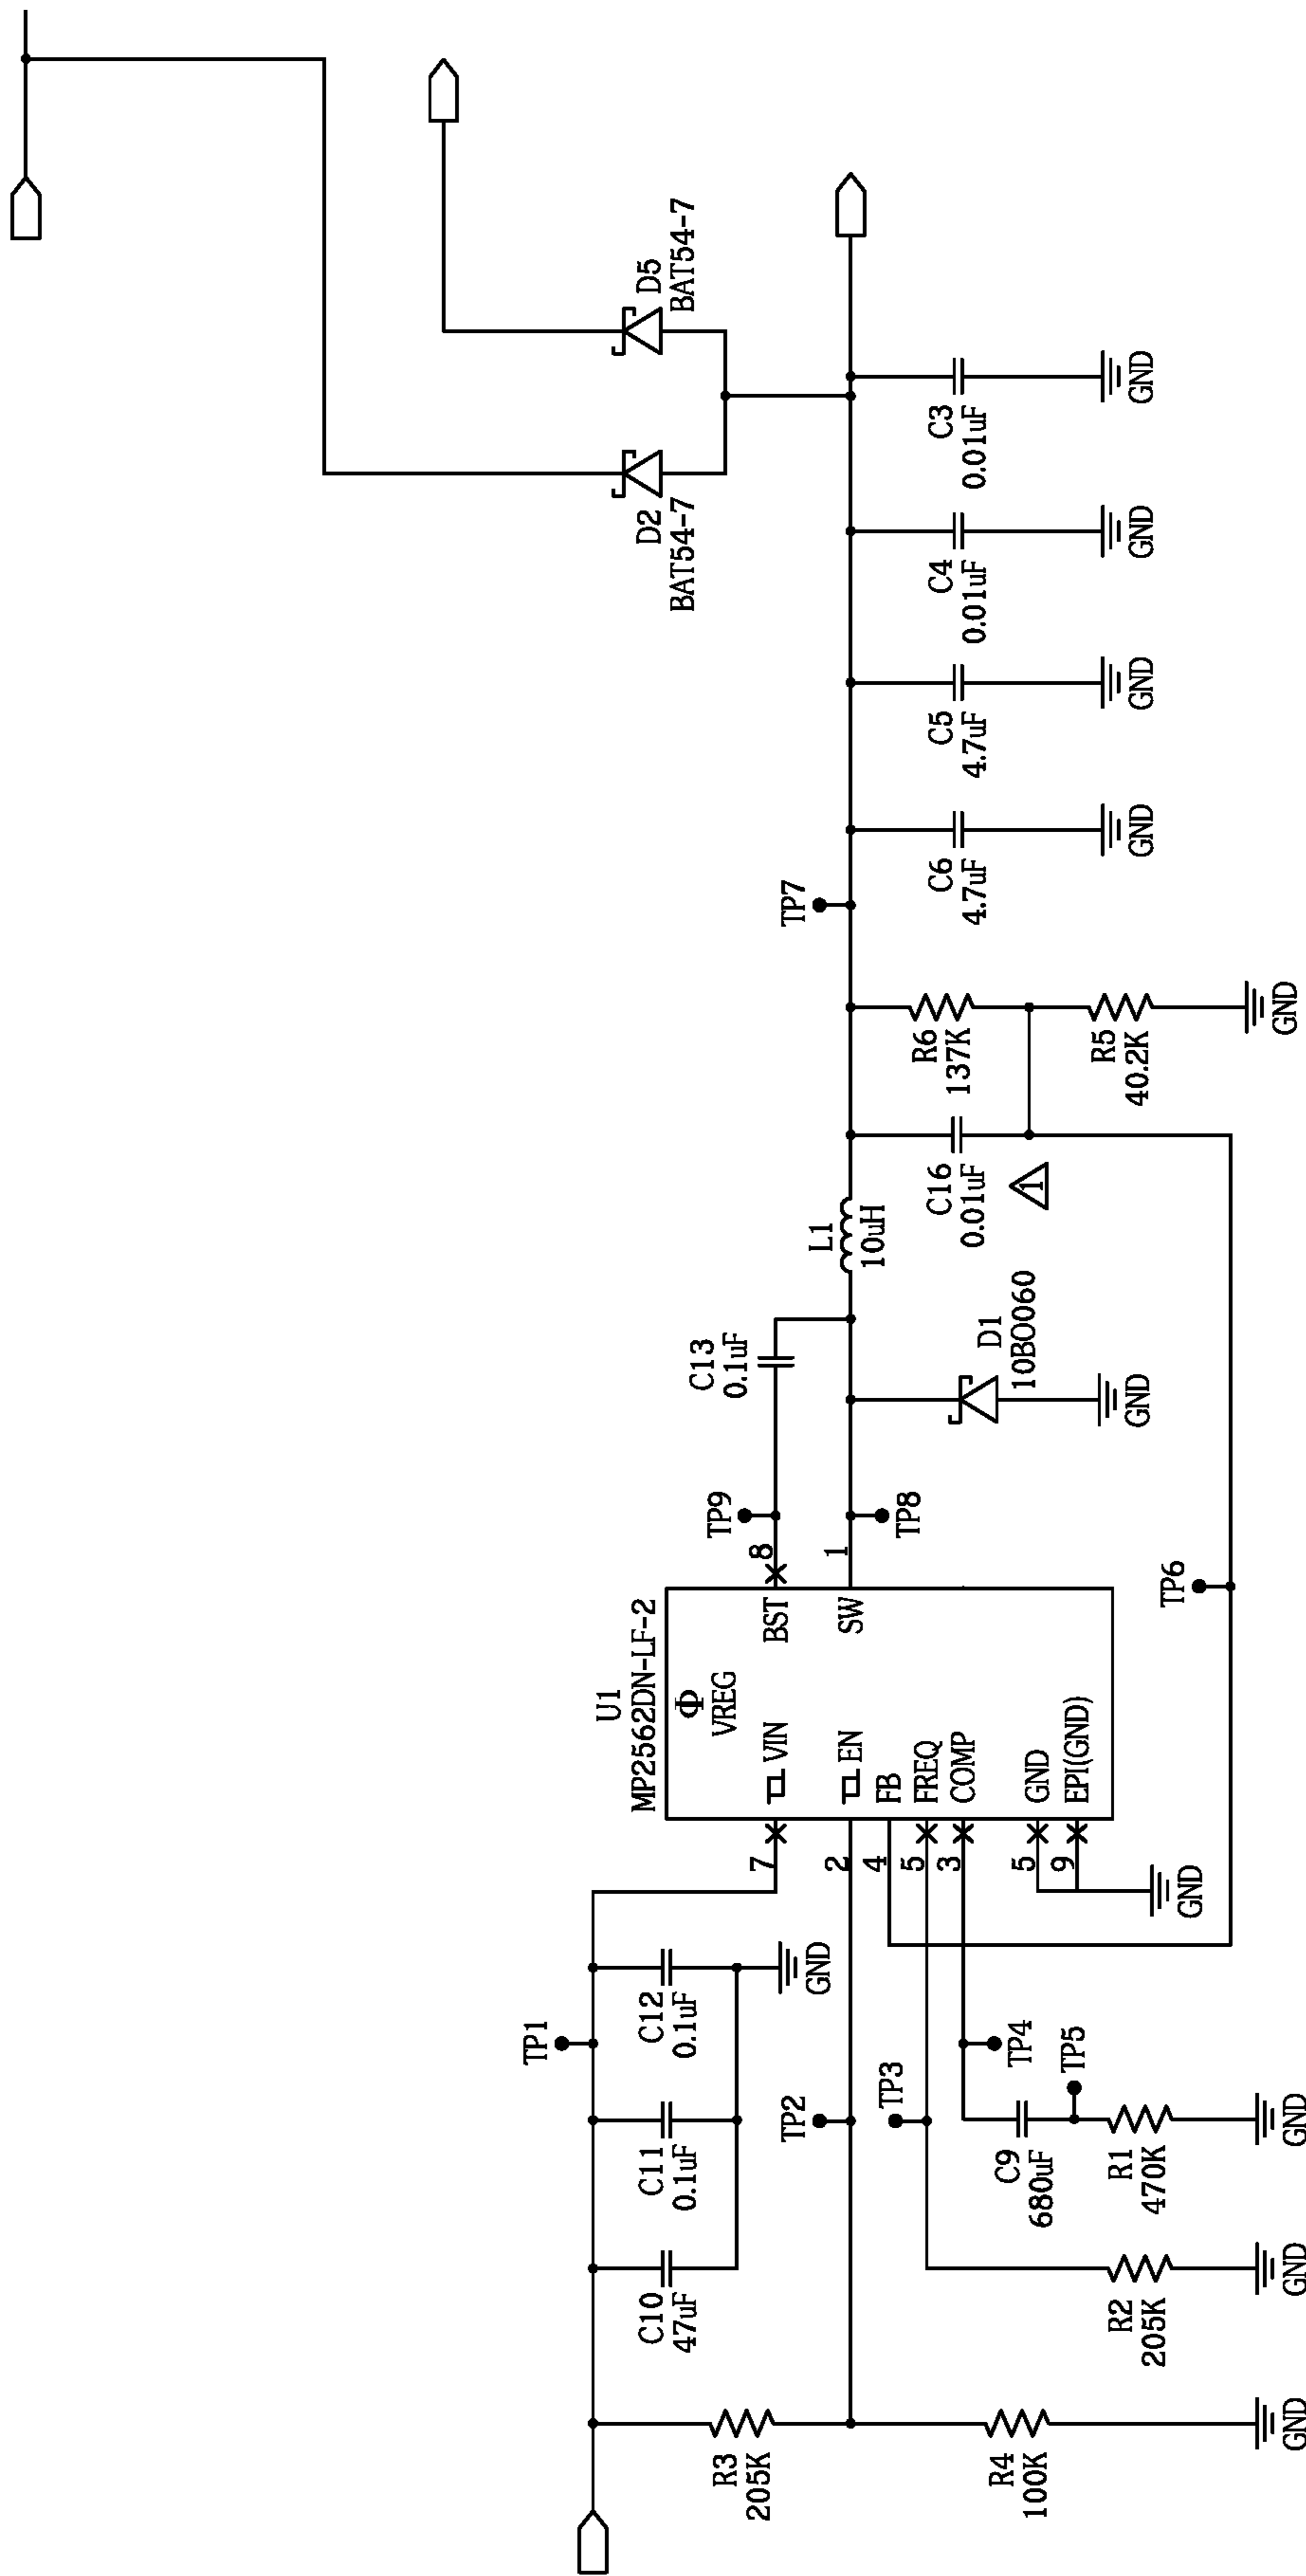 D5
BAT54-7
D2
BAT54-7
C3
0.01uF
GND
C4
0.01uF
GND
C5
4.7uF
GND
C6
4.7uF
GND
TP7
R6
137K
R5
40.2K
GND
C16
0.01uF
1
L1
10uH
C13
0.1uF
D1
10BO060
GND
TP9
8
1
TP8
TP6
U1
MP2562DN-LF-2
Φ
VREG
BST
SW
VIN
EN
FB
FREQ
COMP
GND
EPI(GND)
7
2
4
5
3
5
9
GND
TP1
C12
0.1uF
GND
C11
0.1uF
C10
47uF
TP2
TP3
TP4
TP5
C9
680uF
R1
470K
GND
R2
205K
GND
R3
205K
R4
100K
GND